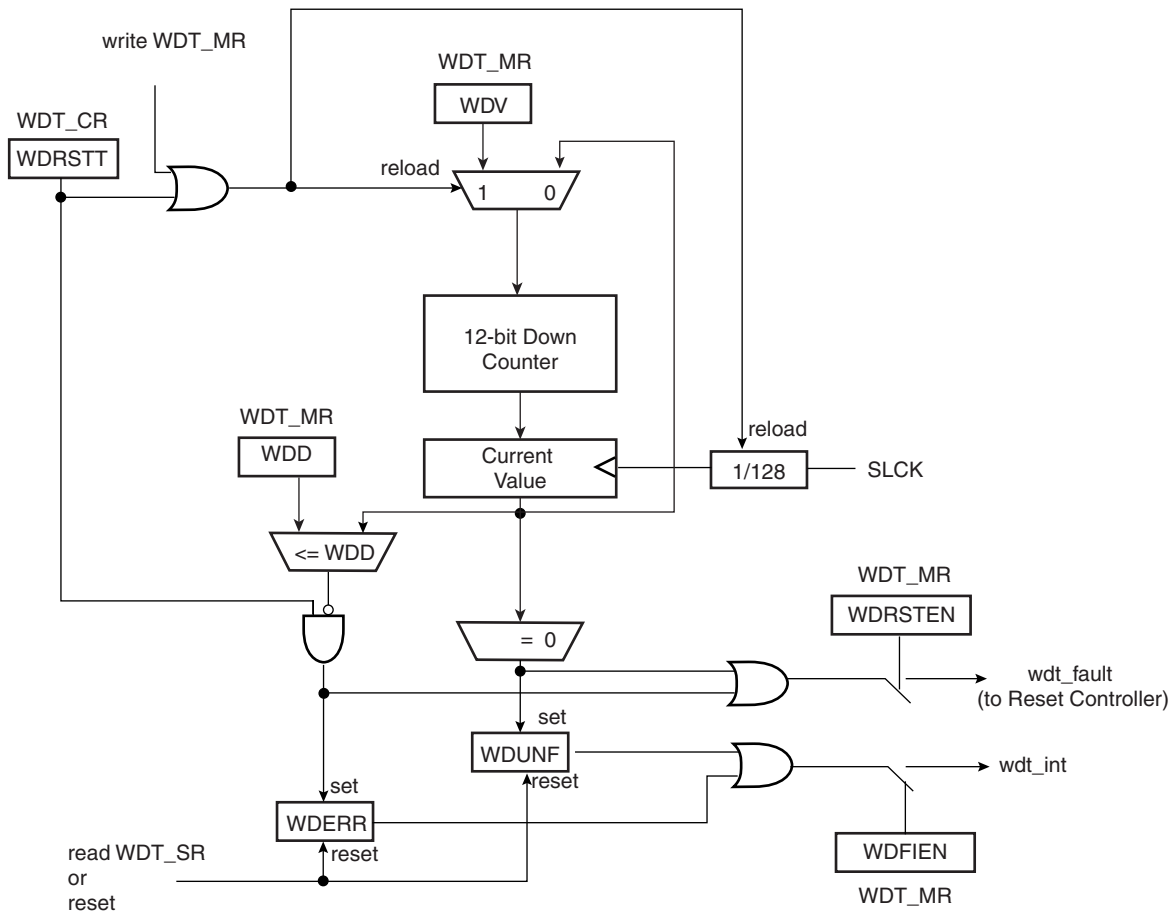 write WDT_MR
WDT_MR
WDV
WDT_CR
WDRSTT
reload
1 0
12-bit Down
Counter
WDT_MR
WDD
Current
Value
reload
1/128
SLCK
<= WDD
WDT_MR
WDRSTEN
= 0
wdt_fault
(to Reset Controller)
set
WDUNF
reset
wdt_int
set
WDERR
reset
WDFIEN
WDT_MR
read WDT_SR
or
reset